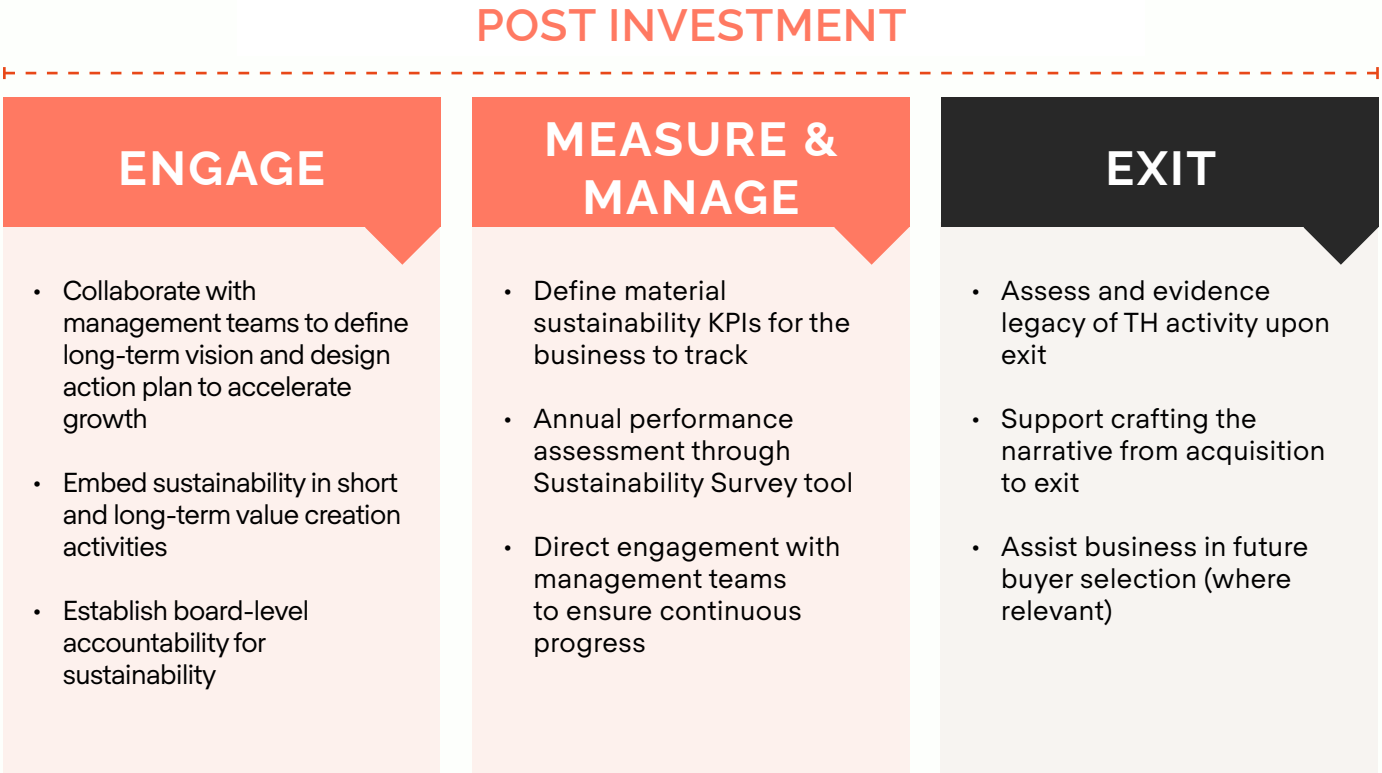 POST INVESTMENT
ENGAGE
• Collaborate with
management teams to define
long-term vision and design
action plan to accelerate
growth
• Embed sustainability in short
and long-term value creation
activities
• Establish board-level
accountability for
sustainability
MEASURE &
MANAGE
• Define material
sustainability KPIs for the
business to track
• Annual performance
assessment through
Sustainability Survey tool
• Direct engagement with
management teams
to ensure continuous
progress
EXIT
• Assess and evidence
legacy of TH activity upon
exit
• Support crafting the
narrative from acquisition
to exit
• Assist business in future
buyer selection (where
relevant)